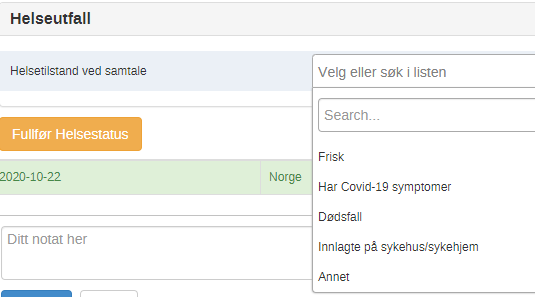 Helseutfall
Helsetilstand ved samtale
Velg eller søk i listen
Search...
Frisk
Har Covid-19 symptomer
Dødsfall
Innlagte på sykehus/sykehjem
Annet
Fullfør Helsestatus
2020-10-22 Norge
Ditt notat her